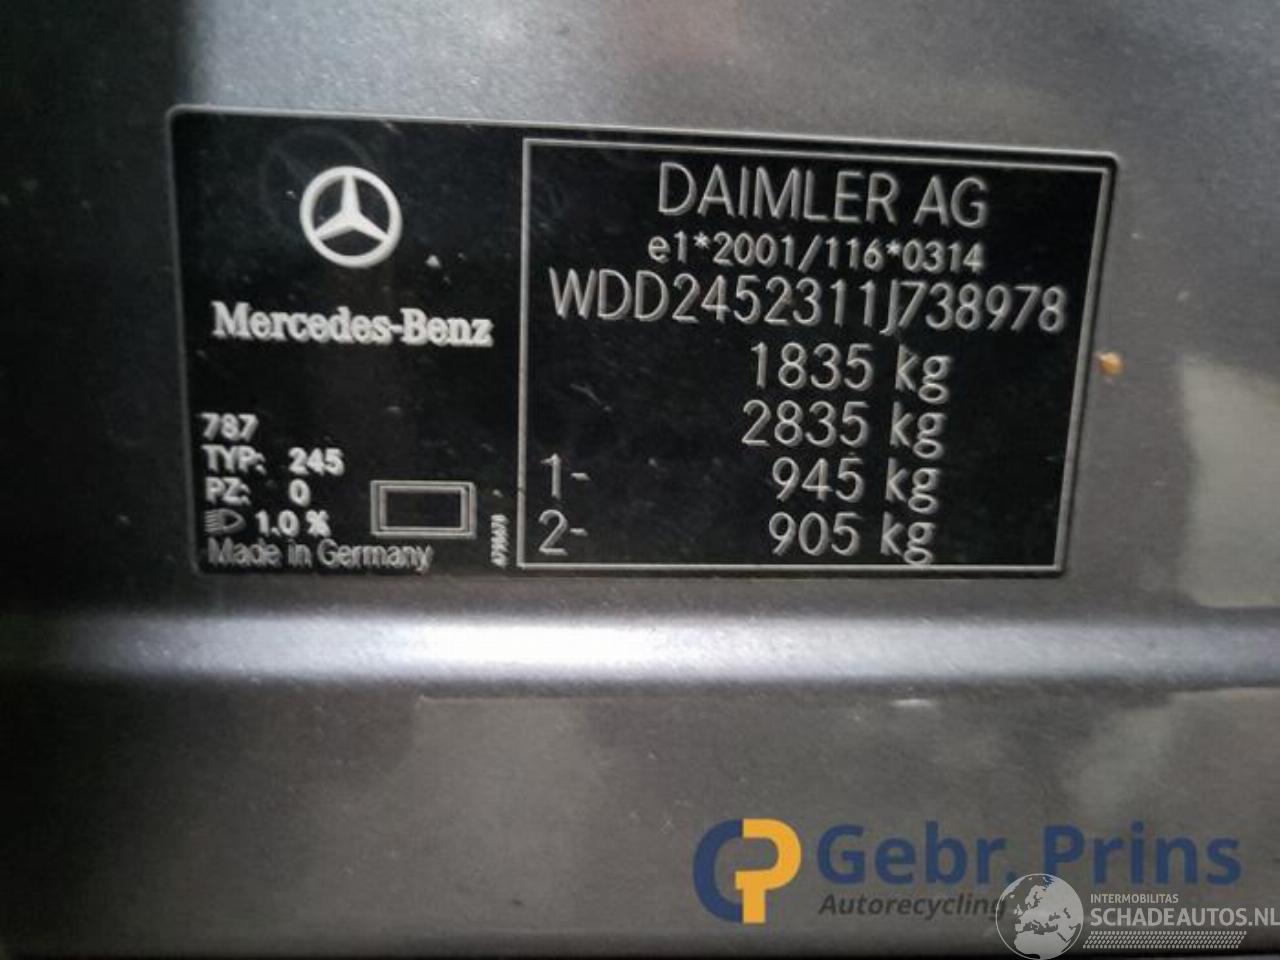 Mercedes-Benz
787
TYP: 245
PZ: 0
1.0 %
Made in Germany
4798678
DAIMLER AG
e1*2001/116*0314
WDD2452311J738978
1835 kg
2835 kg
1- 945 kg
2- 905 kg
Gebr. Prins
Autorecycling
INTERMOBILITAS
SCHADEAUTOS.NL